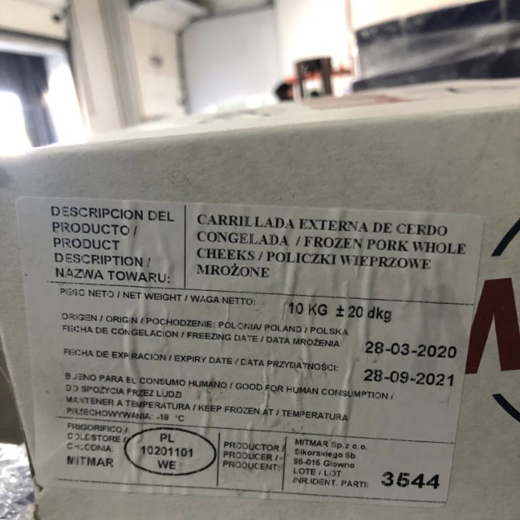 DESCRIPCION DEL
PRODUCTO /
PRODUCT
DESCRIPTION /
NAZWA TOWARU:
CARRILLADA EXTERNA DE CERDO
CONGELADA / FROZEN PORK WHOLE
CHEEKS / POLICZKI WIEPRZOWE
MROŻONE
PESO NETO / NET WEIGHT / WAGA NETTO: 10 KG ± 20 dkg
ORIGEN / ORIGIN / POCHODZENIE: POLONIA/ POLAND / POLSKA
FECHA DE CONGELACION / FREEZING DATE / DATA MROŻENIA: 28-03-2020
FECHA DE EXPIRACION / EXPIRY DATE / DATA PRZYDATNOŚCI: 28-09-2021
BUENO PARA EL CONSUMO HUMANO / GOOD FOR HUMAN CONSUMPTION /
DO SPOŻYCIA PRZEZ LUDZI
MANTENER A TEMPERATURA / KEEP FROZEN AT / TEMPERATURA
PRZECHOWYWANIA: -18 °C
FRIGORIFICO /
COLDSTORE /
CHŁODNIA:
MITMAR
PL
10201101
WE
PRODUCTOR /
PRODUCER /
PRODUCENT:
MITMAR Sp.z o.o.
Sikorskiego 6b
95-015 Głowno
LOTE / LOT
/NR.IDENT. PARTII 3544